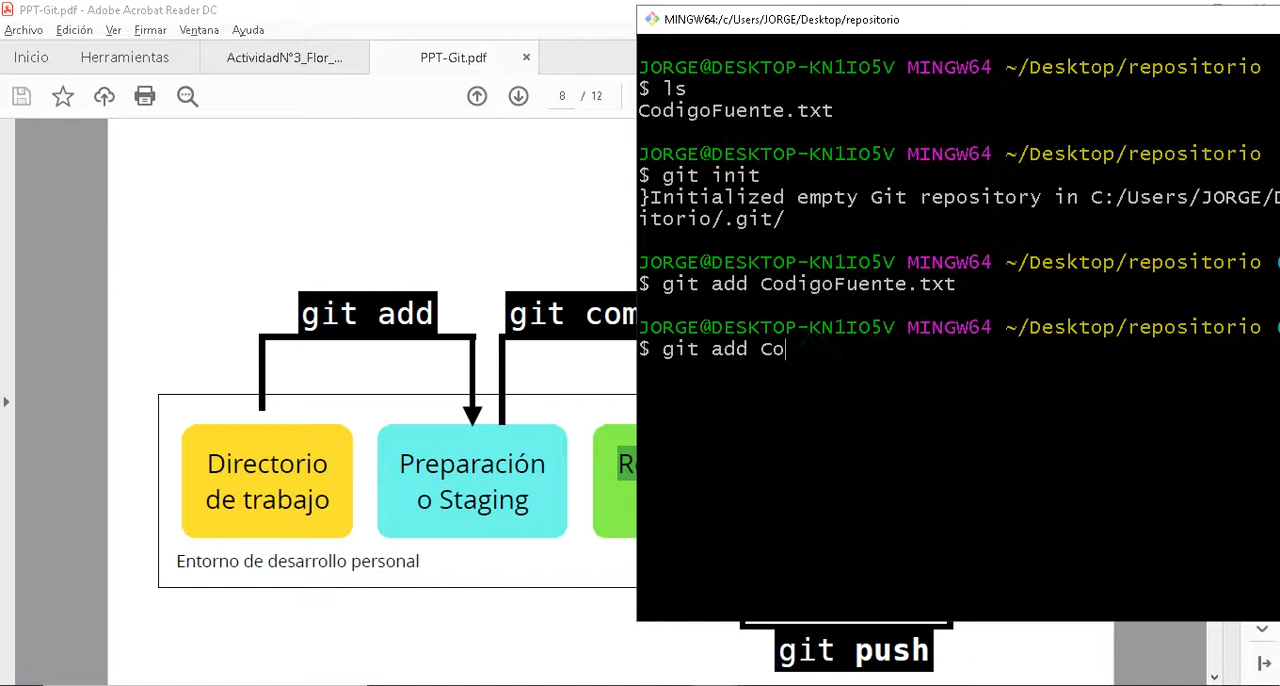 PPT-Git.pdf - Adobe Acrobat Reader DC
Archivo Edición Ver Firmar Ventana Ayuda
Inicio Herramientas ActividadN°3_Flor_... PPT-Git.pdf ×
8 / 12
git add
git com
Directorio
de trabajo
Preparación
o Staging
R
Entorno de desarrollo personal
git push
MINGW64:/c/Users/JORGE/Desktop/repositorio
JORGE@DESKTOP-KN1IO5V MINGW64 ~/Desktop/repositorio
$ ls
CodigoFuente.txt
JORGE@DESKTOP-KN1IO5V MINGW64 ~/Desktop/repositorio
$ git init
}Initialized empty Git repository in C:/Users/JORGE/D
itorio/.git/
JORGE@DESKTOP-KN1IO5V MINGW64 ~/Desktop/repositorio
$ git add CodigoFuente.txt
JORGE@DESKTOP-KN1IO5V MINGW64 ~/Desktop/repositorio
$ git add Co